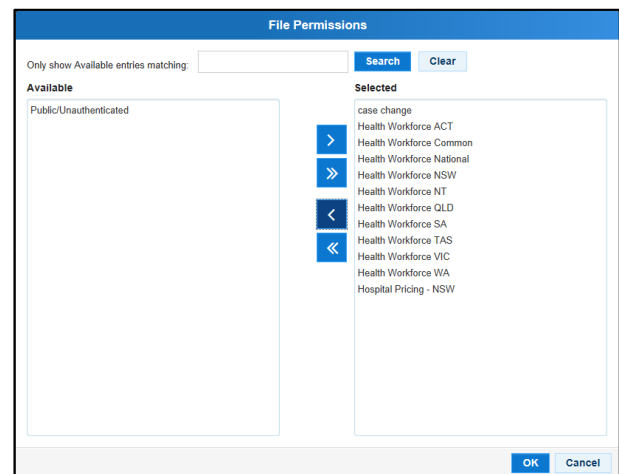 File Permissions
Only show Available entries matching:
Search
Clear
Available
Selected
Public/Unauthenticated
case change
Health Workforce ACT
Health Workforce Common
Health Workforce National
Health Workforce NSW
Health Workforce NT
Health Workforce QLD
Health Workforce SA
Health Workforce TAS
Health Workforce VIC
Health Workforce WA
Hospital Pricing - NSW
OK
Cancel